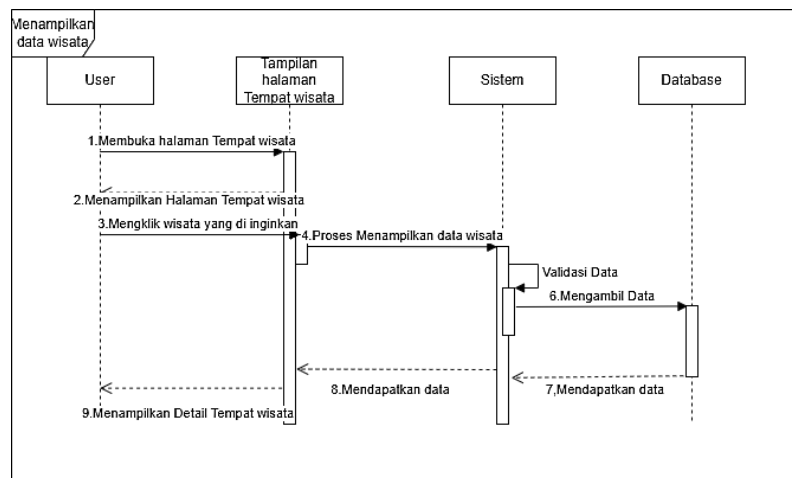 Menampilkan
data wisata
User
Tampilan
halaman
Tempat wisata
Sistem
Database
1.Membuka halaman Tempat wisata
2.Menampilkan Halaman Tempat wisata
3.Mengklik wisata yang di inginkan
4.Proses Menampilkan data wisata
Validasi Data
6.Mengambil Data
7,Mendapatkan data
8.Mendapatkan data
9.Menampilkan Detail Tempat wisata